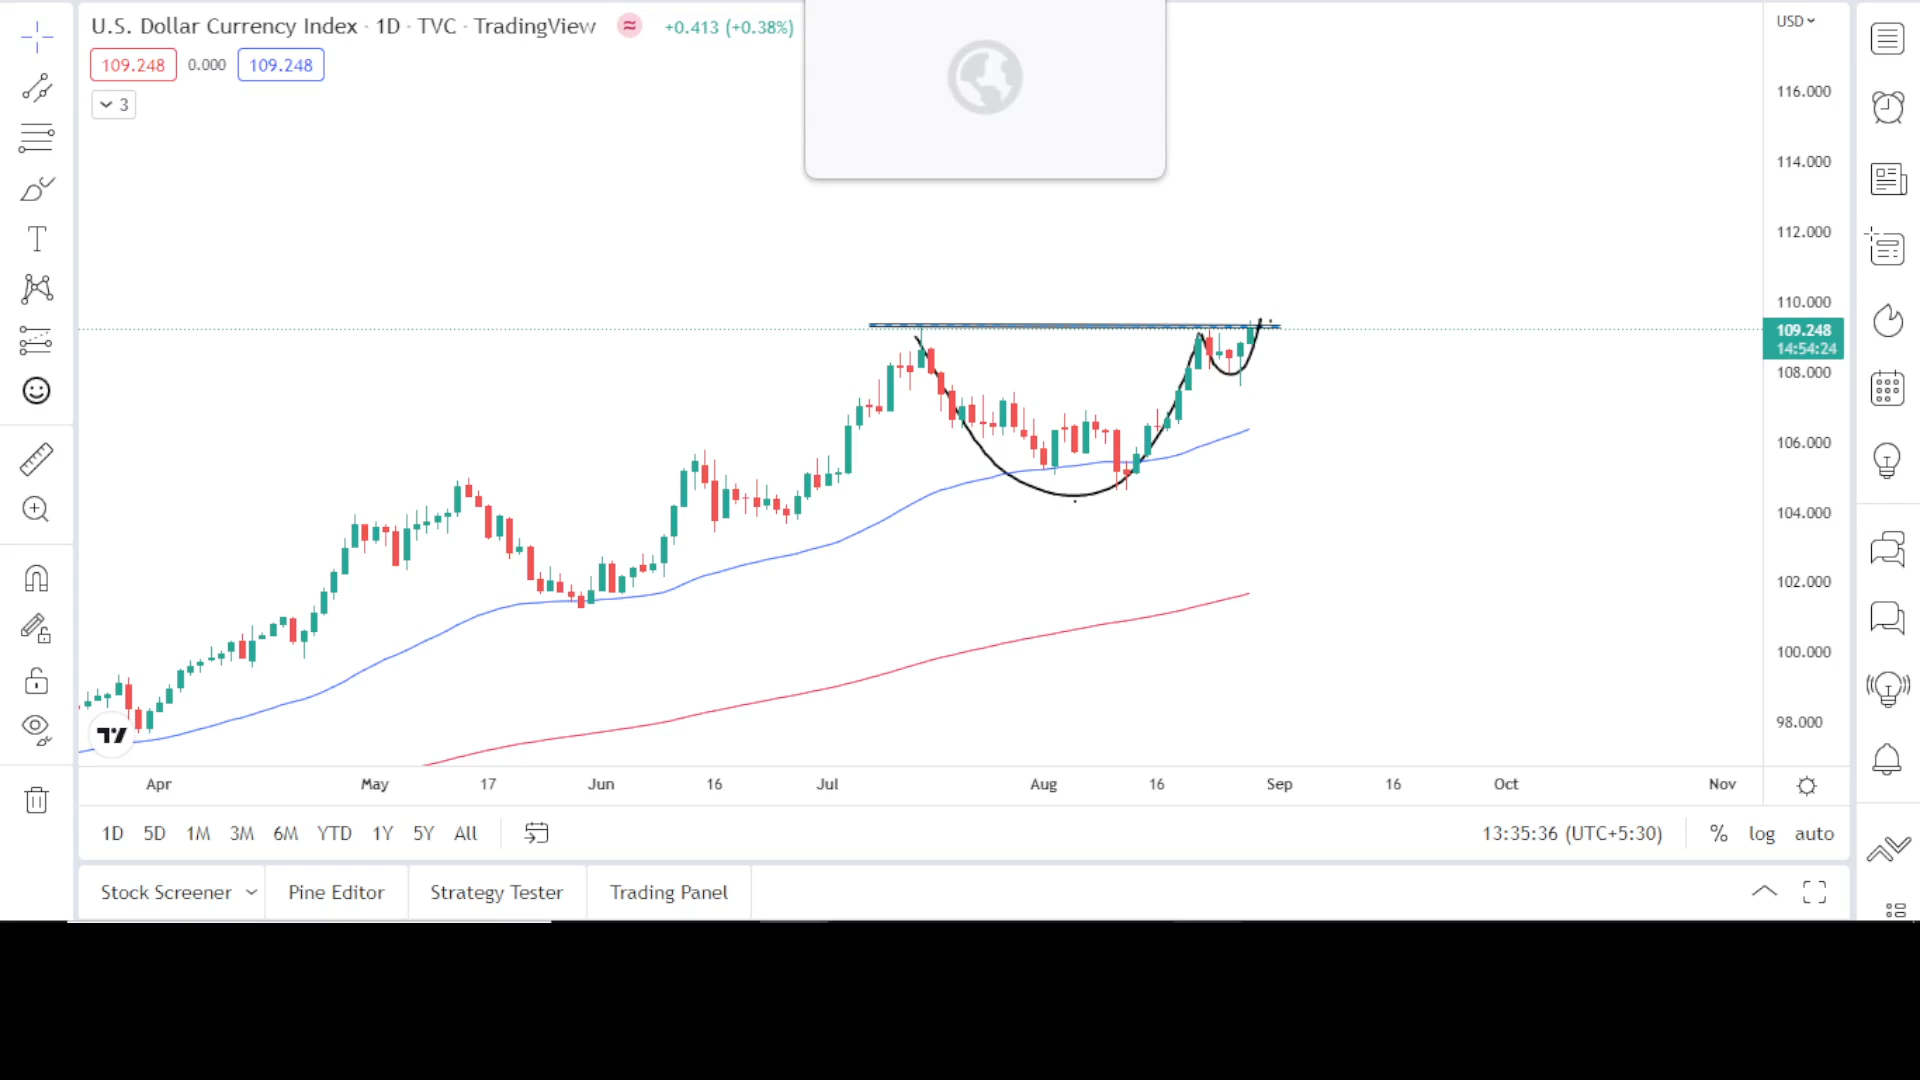 U.S. Dollar Currency Index · 1D · TVC · TradingView ≈ +0.413 (+0.38%)
USD
109.248 0.000 109.248
3
116.000
114.000
112.000
110.000
109.248
14:54:24
108.000
106.000
104.000
102.000
100.000
98.000
Apr May 17 Jun 16 Jul Aug 16 Sep 16 Oct Nov
1D 5D 1M 3M 6M YTD 1Y 5Y All 13:35:36 (UTC+5:30) % log auto
Stock Screener Pine Editor Strategy Tester Trading Panel